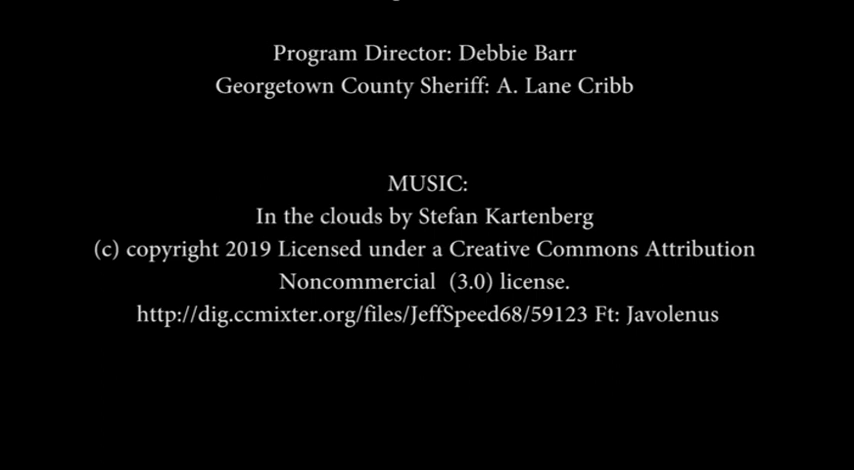 Program Director: Debbie Barr
Georgetown County Sheriff: A. Lane Cribb
MUSIC:
In the clouds by Stefan Kartenberg
(c) copyright 2019 Licensed under a Creative Commons Attribution
Noncommercial  (3.0) license.
http://dig.ccmixter.org/files/JeffSpeed68/59123 Ft: Javolenus